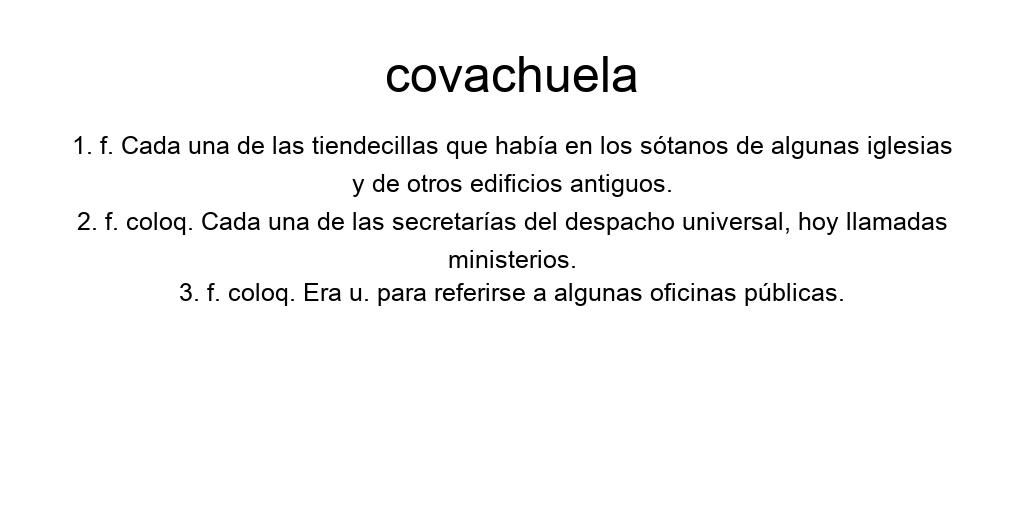 covachuela
1. f. Cada una de las tiendecillas que había en los sótanos de algunas iglesias
y de otros edificios antiguos.
2. f. coloq. Cada una de las secretarías del despacho universal, hoy llamadas
ministerios.
3. f. coloq. Era u. para referirse a algunas oficinas públicas.